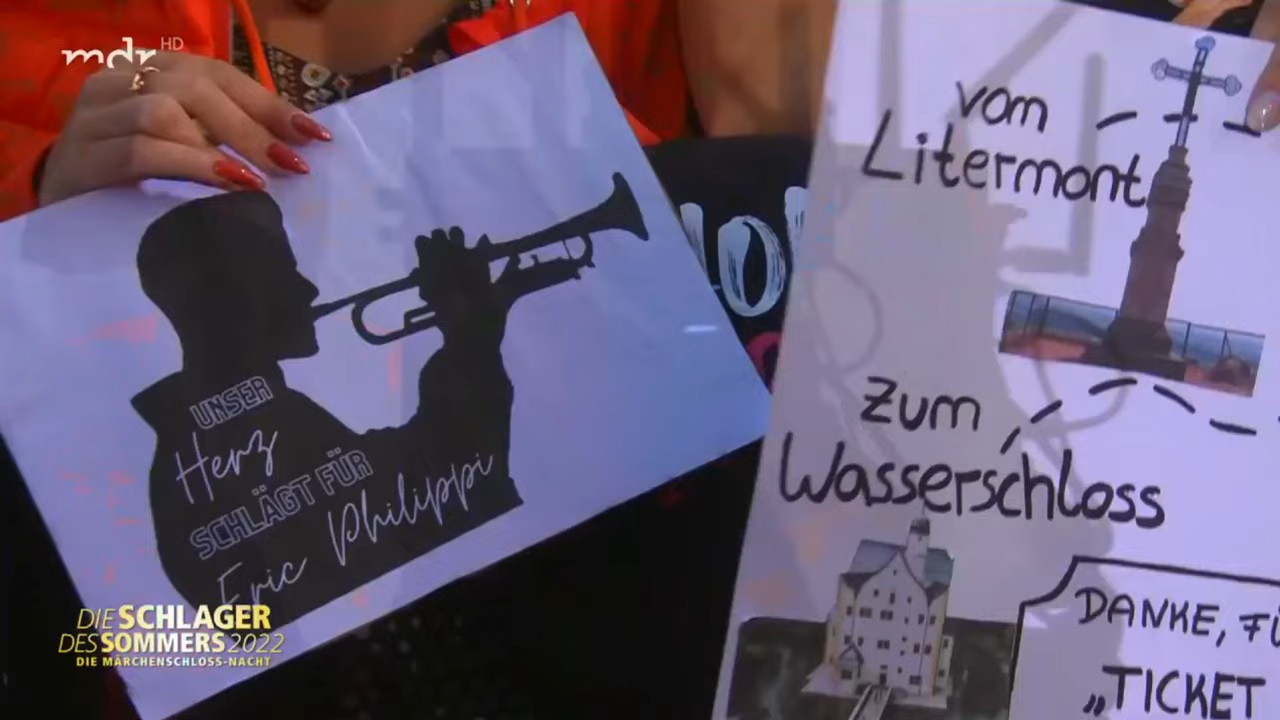 mdr HD
UNSER
Herz
SCHLÄGT FÜR
Eric Philippi
vom
Litermont
zum
Wasserschloss
DANKE, FÜ
„TICKET
DIE SCHLAGER
DES SOMMERS 2022
DIE MÄRCHENSCHLOSS-NACHT